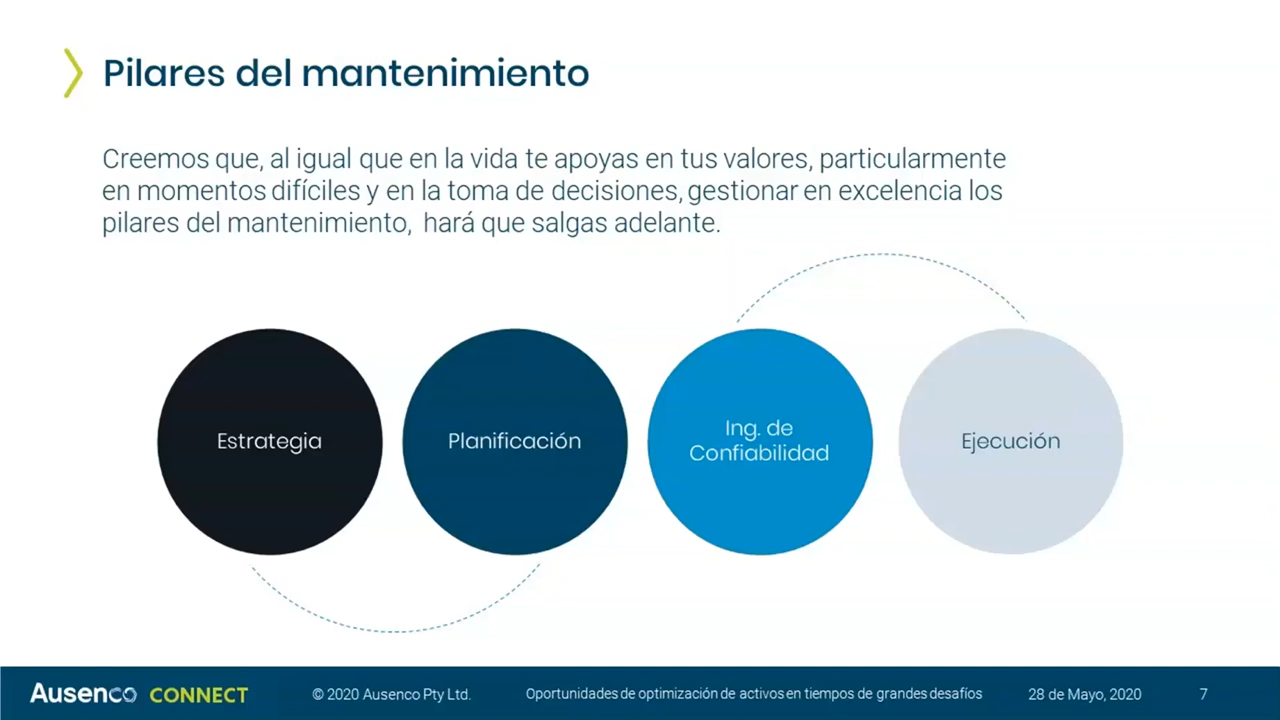 Pilares del mantenimiento
Creemos que, al igual que en la vida te apoyas en tus valores, particularmente
en momentos difíciles y en la toma de decisiones, gestionar en excelencia los
pilares del mantenimiento, hará que salgas adelante.
Estrategia
Planificación
Ing. de
Confiabilidad
Ejecución
Ausenco CONNECT
© 2020 Ausenco Pty Ltd.
Oportunidades de optimización de activos en tiempos de grandes desafíos
28 de Mayo, 2020
7